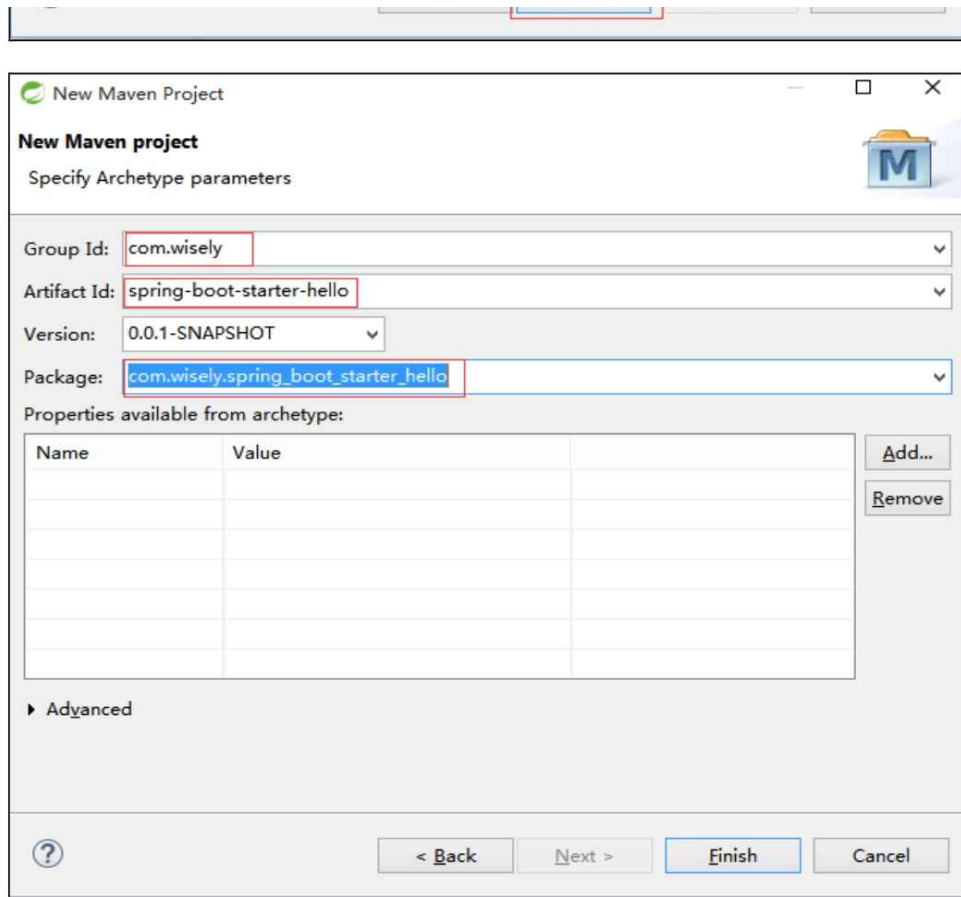 New Maven Project
New Maven project
M
Specify Archetype parameters
Group Id: com.wisely
Artifact Id: spring-boot-starter-hello
Version: 0.0.1-SNAPSHOT
Package: com.wisely.spring_boot_starter_hello
Properties available from archetype:
Name Value Add...
Remove
Advanced
? < Back Next > Finish Cancel